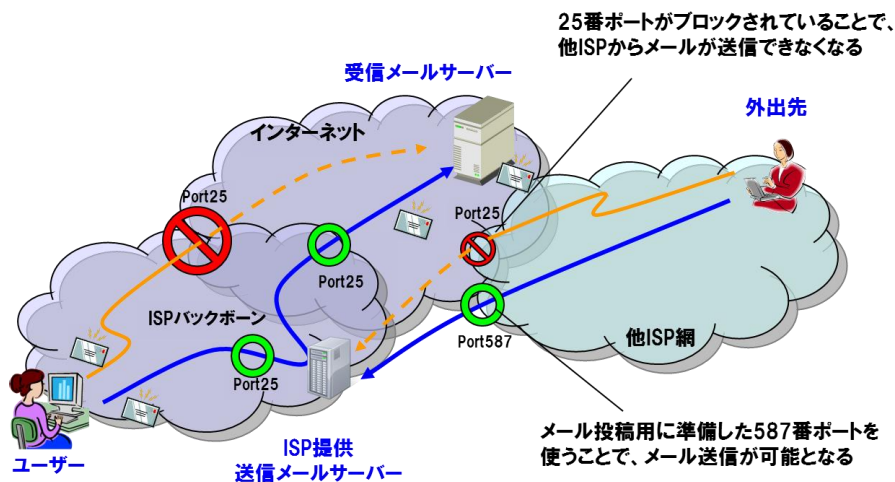 25番ポートがブロックされていることで、
他ISPからメールが送信できなくなる
受信メールサーバー
外出先
インターネット
Port25
Port25
Port25
ISPバックボーン
Port25
Port587
他ISP網
ユーザー
ISP提供
送信メールサーバー
メール投稿用に準備した587番ポートを
使うことで、メール送信が可能となる